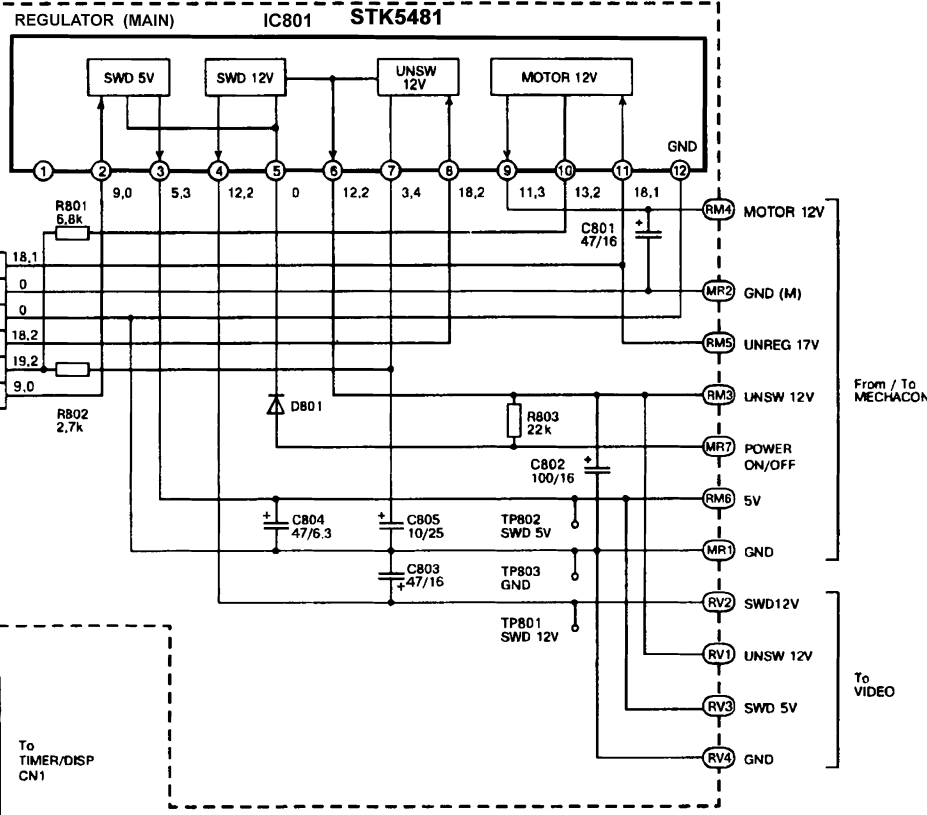 REGULATOR (MAIN) IC801 STK5481
SWD 5V
SWD 12V
UNSW
12V
MOTOR 12V
GND
1 2 3 4 5 6 7 8 9 10 11 12
9,0 5,3 12,2 0 12,2 3,4 18,2 11,3 13,2 18,1
R801
6,8k
C801
47/16
+
RM4 MOTOR 12V
18,1
0
MR2 GND (M)
0
18,2
RM5 UNREG 17V
19,2
9,0
R802
2,7k
D801
R803
22k
RM3 UNSW 12V
From / To
MECHACON
MR7 POWER
ON/OFF
C802
100/16
+
RM6 5V
+ C804
47/6.3
+ C805
10/25
TP802
SWD 5V
MR1 GND
C803
47/16
+
TP803
GND
RV2 SWD12V
TP801
SWD 12V
RV1 UNSW 12V
To
VIDEO
RV3 SWD 5V
RV4 GND
To
TIMER/DISP
CN1